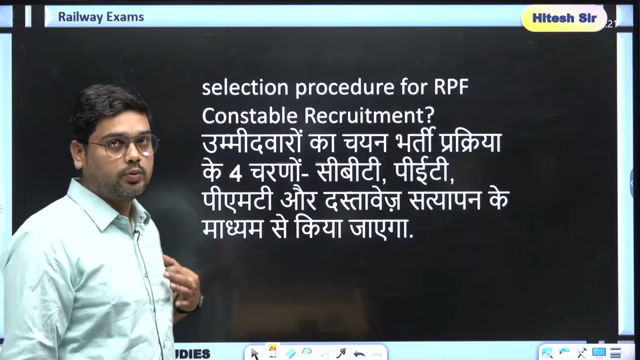 Railway Exams
Hitesh Sir
selection procedure for RPF
Constable Recruitment?
उम्मीदवारों का चयन भर्ती प्रक्रिया
के 4 चरणों- सीबीटी, पीईटी,
पीएमटी और दस्तावेज़ सत्यापन के
माध्यम से किया जाएगा.